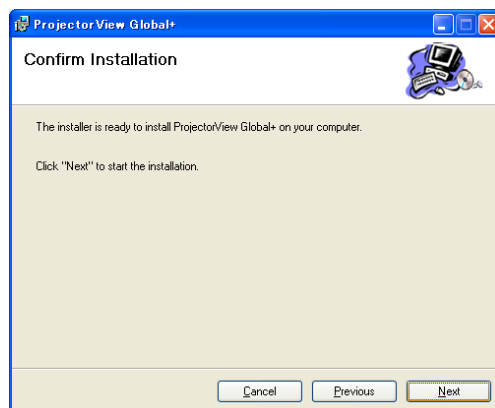 ProjectorView Global+
Confirm Installation
The installer is ready to install ProjectorView Global+ on your computer.
Click "Next" to start the installation.
Cancel
Previous
Next